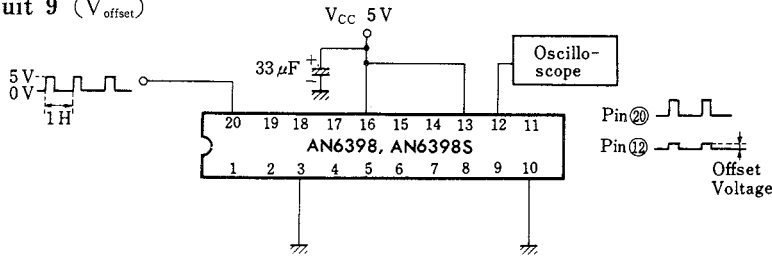 uit 9 (Voffset)
VCC 5V
33μF
+
−
Oscillo-
scope
5V
0V
1H
20 19 18 17 16 15 14 13 12 11
AN6398, AN6398S
1 2 3 4 5 6 7 8 9 10
Pin⑳
Pin⑫
Offset
Voltage